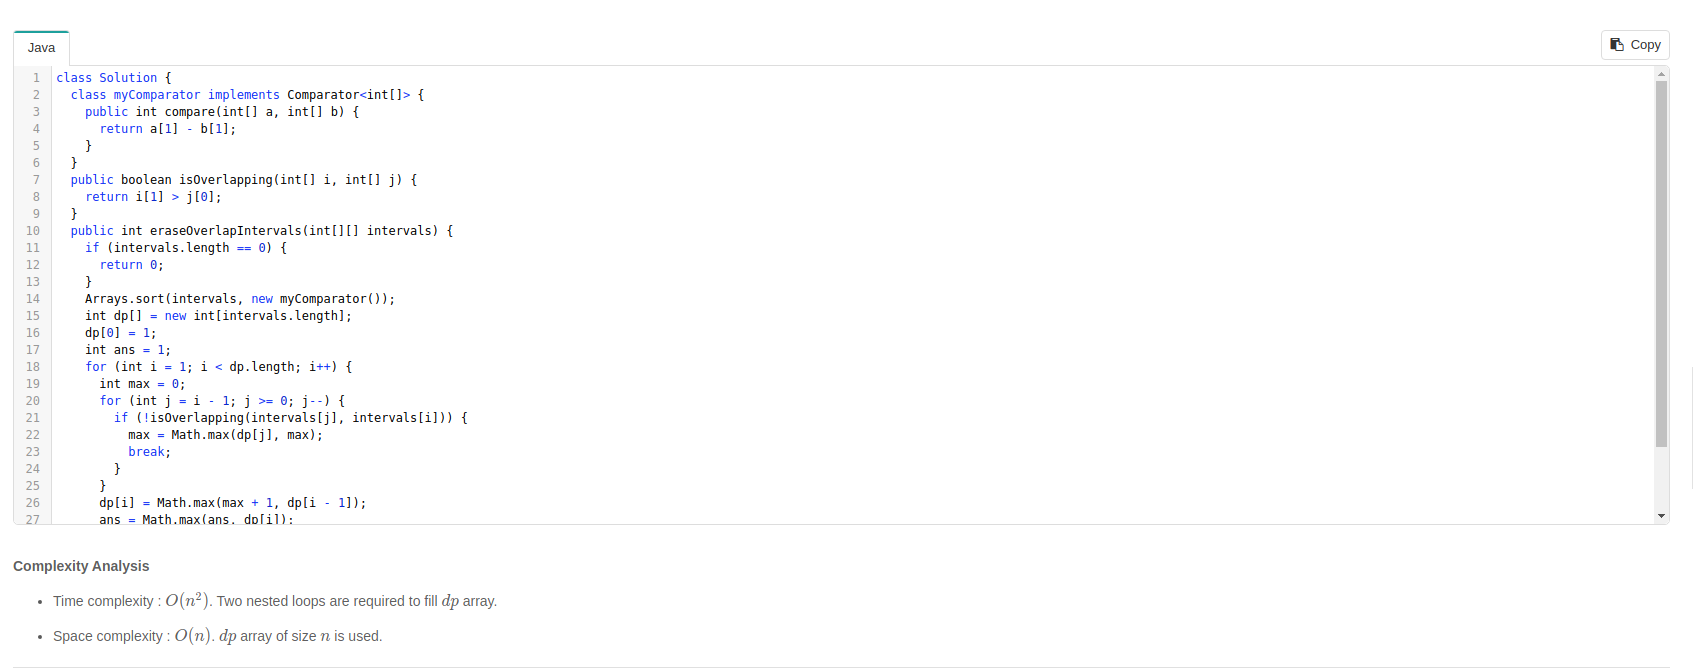 Java
Copy
1 class Solution {
2   class myComparator implements Comparator<int[]> {
3     public int compare(int[] a, int[] b) {
4       return a[1] - b[1];
5     }
6   }
7   public boolean isOverlapping(int[] i, int[] j) {
8     return i[1] > j[0];
9   }
10   public int eraseOverlapIntervals(int[][] intervals) {
11     if (intervals.length == 0) {
12       return 0;
13     }
14     Arrays.sort(intervals, new myComparator());
15     int dp[] = new int[intervals.length];
16     dp[0] = 1;
17     int ans = 1;
18     for (int i = 1; i < dp.length; i++) {
19       int max = 0;
20       for (int j = i - 1; j >= 0; j--) {
21         if (!isOverlapping(intervals[j], intervals[i])) {
22           max = Math.max(dp[j], max);
23           break;
24         }
25       }
26       dp[i] = Math.max(max + 1, dp[i - 1]);
27       ans = Math.max(ans, dp[i]);
Complexity Analysis
• Time complexity : O(n²). Two nested loops are required to fill dp array.
• Space complexity : O(n). dp array of size n is used.